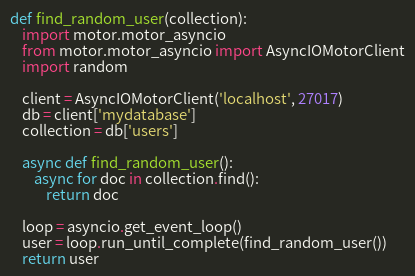 def find_random_user(collection):
    import motor.motor_asyncio
    from motor.motor_asyncio import AsyncIOMotorClient
    import random

    client = AsyncIOMotorClient('localhost', 27017)
    db = client['mydatabase']
    collection = db['users']

    async def find_random_user():
        async for doc in collection.find():
            return doc

    loop = asyncio.get_event_loop()
    user = loop.run_until_complete(find_random_user())
    return user